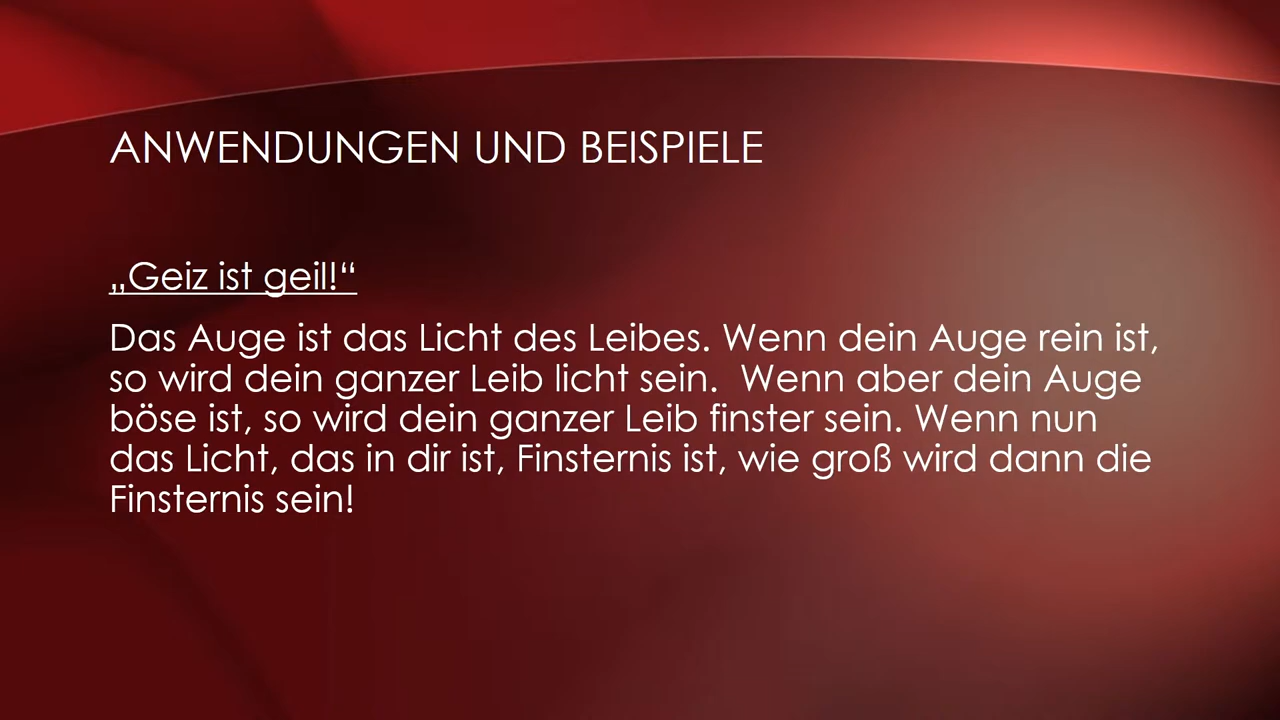 ANWENDUNGEN UND BEISPIELE
„Geiz ist geil!“
Das Auge ist das Licht des Leibes. Wenn dein Auge rein ist,
so wird dein ganzer Leib licht sein.  Wenn aber dein Auge
böse ist, so wird dein ganzer Leib finster sein. Wenn nun
das Licht, das in dir ist, Finsternis ist, wie groß wird dann die
Finsternis sein!